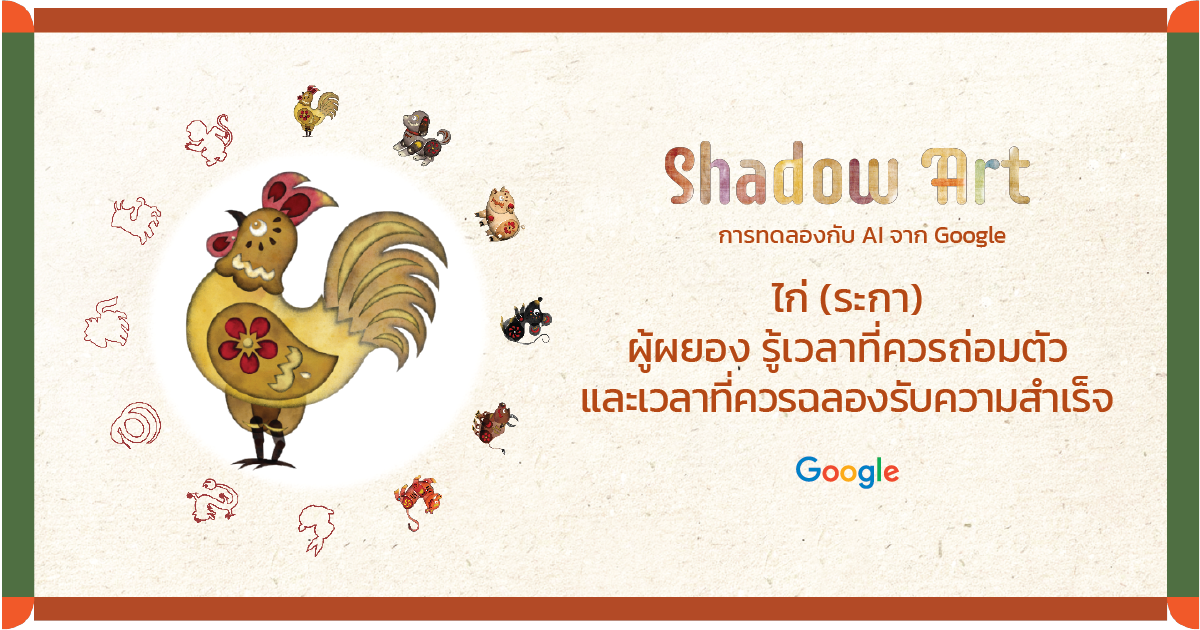 Shadow Art
การทดลองกับ AI จาก Google
ไก่ (ระกา)
ผู้ผยอง รู้เวลาที่ควรถ่อมตัว
และเวลาที่ควรฉลองรับความสำเร็จ
Google